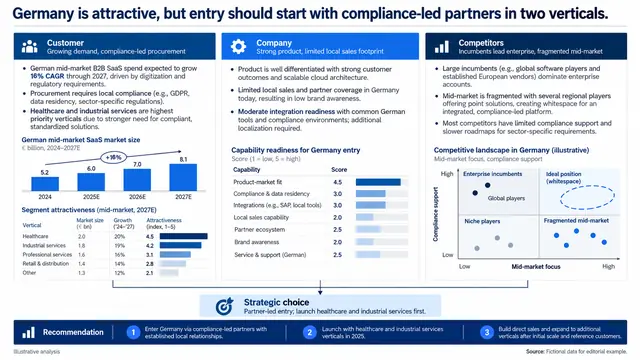 Germany is attractive, but entry should start with compliance-led partners in two verticals.
Customer
Growing demand, compliance-led procurement
• German mid-market B2B SaaS spend expected to
grow 16% CAGR through 2027, driven by digitization and
regulatory requirements.
• Procurement requires local compliance (e.g., GDPR,
data residency, sector-specific regulations).
• Healthcare and industrial services are highest
priority verticals due to stronger need for compliant,
standardized solutions.
German mid-market SaaS market size
€ billion, 2024–2027E
+16%
5.2
6.0
7.0
8.1
2024
2025E
2026E
2027E
Segment attractiveness (mid-market, 2027E)
Vertical
Market size
(€ bn)
Growth
('24–'27)
Attractiveness
(index, 1–5)
Healthcare 2.0 20% 4.5
Industrial services 1.8 19% 4.2
Professional services 1.6 16% 3.1
Retail & distribution 1.4 14% 2.8
Other 1.3 12% 2.1
Company
Strong product, limited local sales footprint
• Product is well differentiated with strong customer
outcomes and scalable cloud architecture.
• Limited local sales and partner coverage in Germany
today, resulting in low brand awareness.
• Moderate integration readiness with common German
tools and compliance environments; additional
localization required.
Capability readiness for Germany entry
Score (1 = low, 5 = high)
Capability Score
Product-market fit 4.5
Compliance & data residency 3.0
Integrations (e.g., SAP, local tools) 3.0
Local sales capability 2.0
Partner ecosystem 2.5
Brand awareness 2.0
Service & support (German) 2.5
Competitors
Incumbents lead enterprise, fragmented mid-market
• Large incumbents (e.g., global software players and
established European vendors) dominate enterprise
accounts.
• Mid-market is fragmented with several regional players
offering point solutions, creating whitespace for an
integrated, compliance-led platform.
• Most competitors have limited compliance support and
slower roadmaps for sector-specific requirements.
Competitive landscape in Germany (illustrative)
Mid-market focus, compliance support
High
Compliance support
Low
Enterprise incumbents
Global players
Ideal position
(whitespace)
Niche players
Fragmented mid-market
Low
Mid-market focus
High
Strategic choice
Partner-led entry; launch healthcare and industrial services first.
Recommendation
1
Enter Germany via compliance-led partners with
established local relationships.
2
Launch with healthcare and industrial services
verticals in 2025.
3
Build direct sales and expand to additional
verticals after initial scale and reference customers.
Illustrative analysis
Source: Fictional data for editorial example.